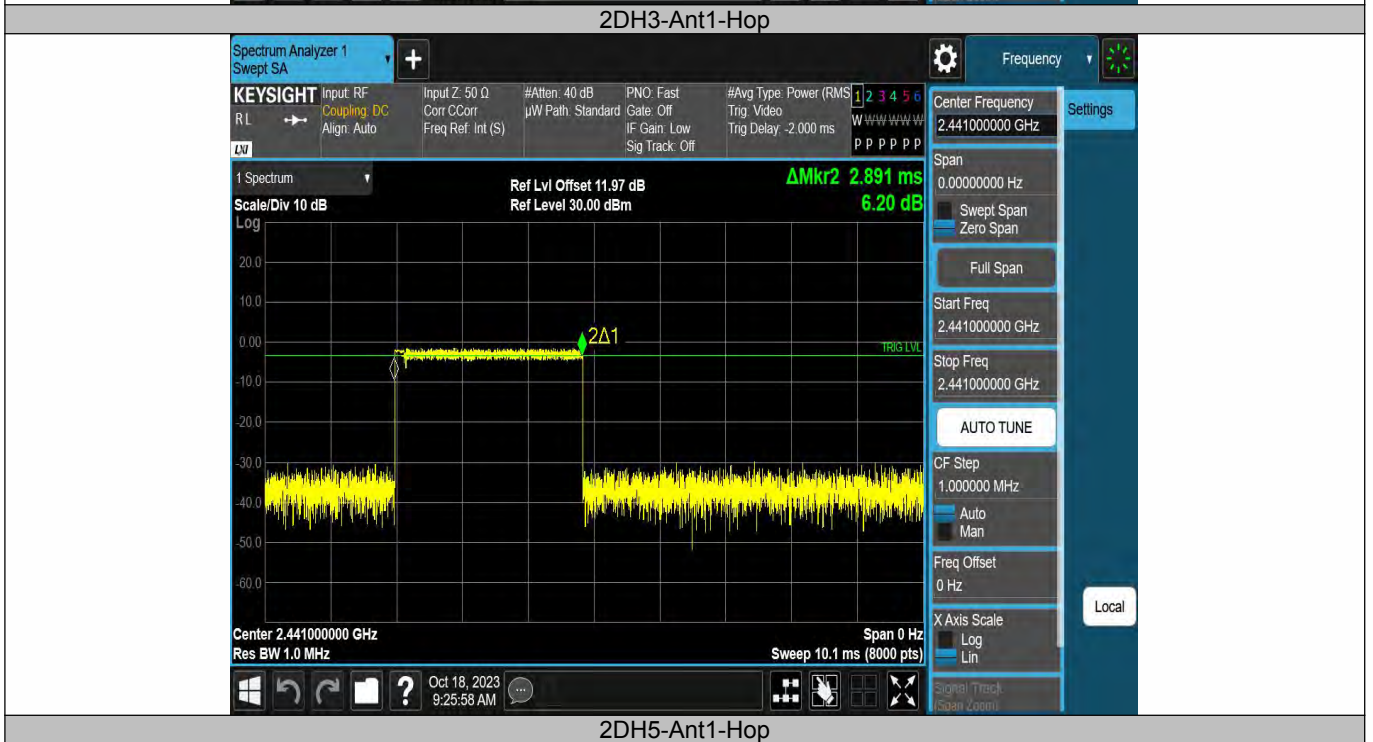 2DH3-Ant1-Hop
Spectrum Analyzer 1
Swept SA
+
Frequency
KEYSIGHT
Input: RF
Coupling: DC
Align: Auto
Input Z: 50 Ω
Corr CCorr
Freq Ref: Int (S)
#Atten: 40 dB
µW Path: Standard
PNO: Fast
Gate: Off
IF Gain: Low
Sig Track: Off
#Avg Type: Power (RMS
Trig: Video
Trig Delay: -2.000 ms
1 2 3 4 5 6
W W W W W W
P P P P P P
R L
LXI
Center Frequency
2.441000000 GHz
Settings
1 Spectrum
Scale/Div 10 dB
Ref Lvl Offset 11.97 dB
Ref Level 30.00 dBm
ΔMkr2 2.891 ms
6.20 dB
Span
0.00000000 Hz
Swept Span
Zero Span
Full Span
Log
20.0
10.0
0.00
-10.0
-20.0
-30.0
-40.0
-50.0
-60.0
2Δ1
TRIG LVL
Start Freq
2.441000000 GHz
Stop Freq
2.441000000 GHz
AUTO TUNE
CF Step
1.000000 MHz
Auto
Man
Freq Offset
0 Hz
X Axis Scale
Log
Lin
Local
Center 2.441000000 GHz
Res BW 1.0 MHz
Span 0 Hz
Sweep 10.1 ms (8000 pts)
Signal Track
(Span Zoom)
?
Oct 18, 2023
9:25:58 AM
2DH5-Ant1-Hop